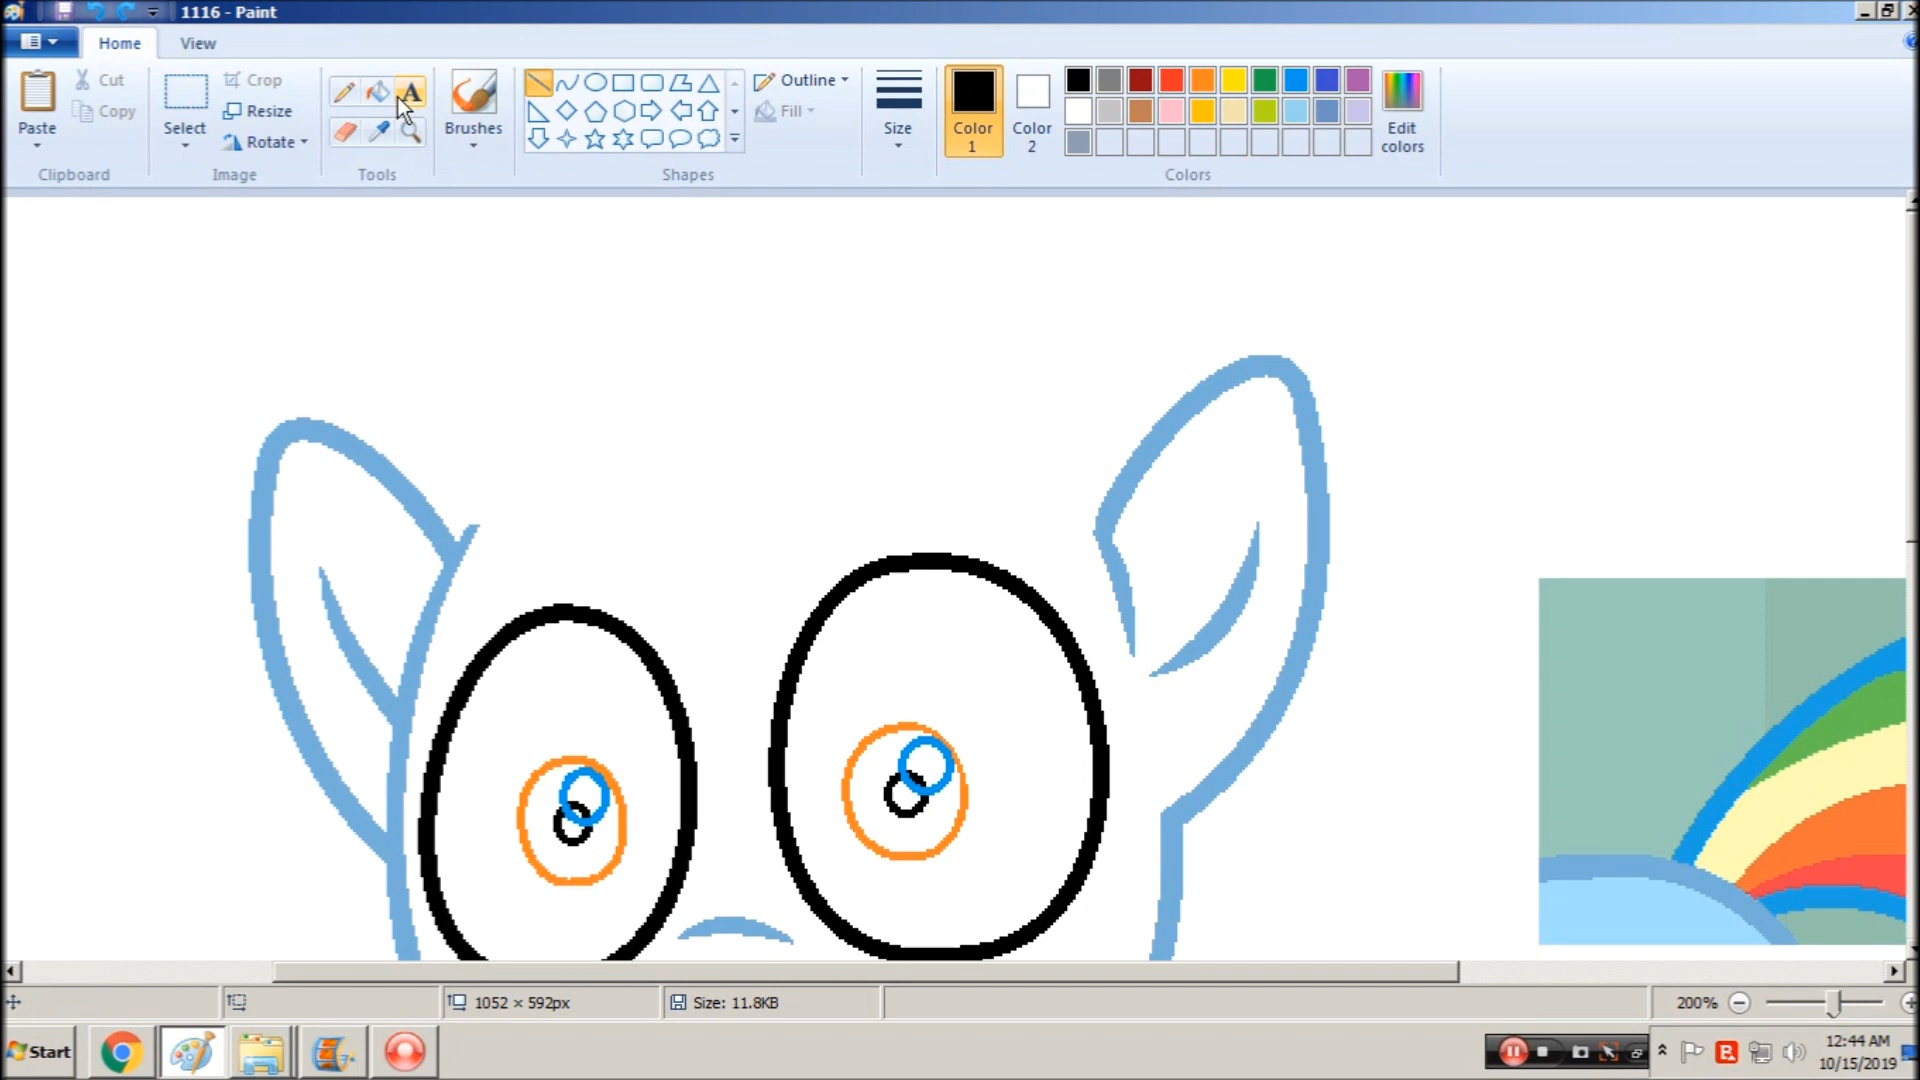 1116 - Paint
Home View
Paste
Cut
Copy
Clipboard
Select
Crop
Resize
Rotate
Image
A
Tools
Brushes
Shapes
Outline
Fill
Size
Color 1
Color 2
Edit colors
Colors
1052 × 592px
Size: 11.8KB
200%
Start
12:44 AM
10/15/2019